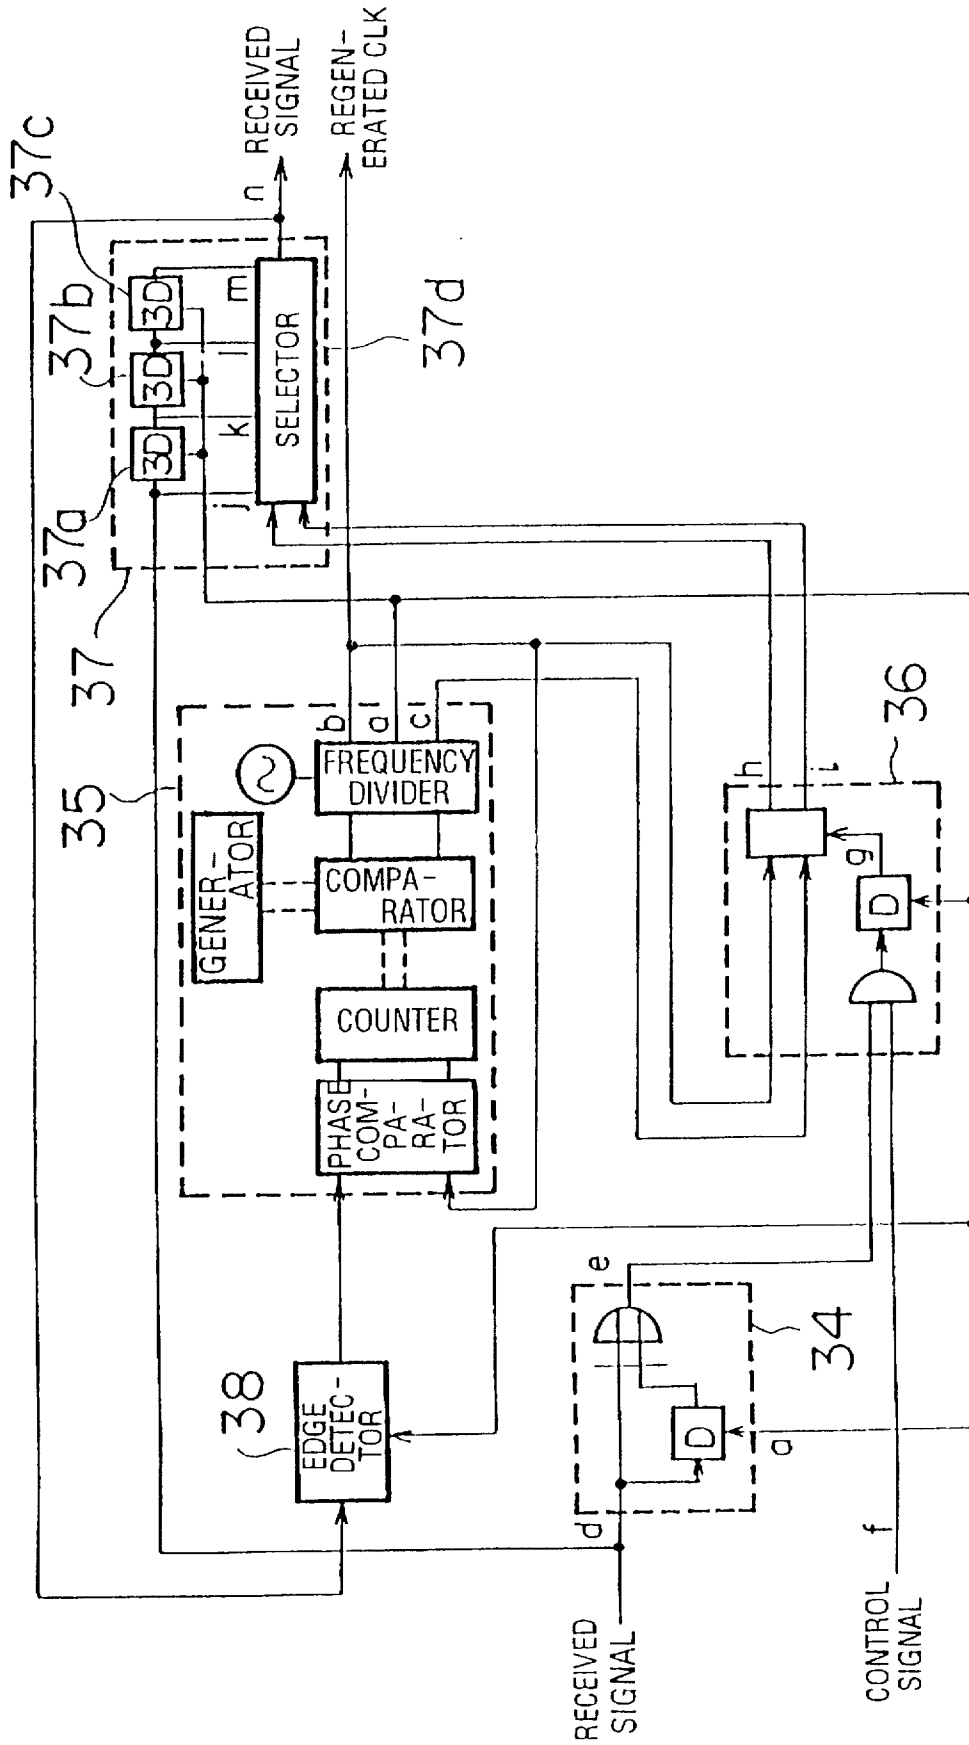 37c
n
RECEIVED
SIGNAL
REGEN-
ERATED CLK
37b
37a
37
3D
3D
3D
j
k
l
m
SELECTOR
37d
35
GENER-
ATOR
b
a
c
FREQUENCY
DIVIDER
COMPA-
RATOR
COUNTER
PHASE
COM-
PA-
RA-
TOR
38
EDGE
DETEC-
TOR
36
h
i
g
D
e
34
D
a
d
RECEIVED
SIGNAL
f
CONTROL
SIGNAL